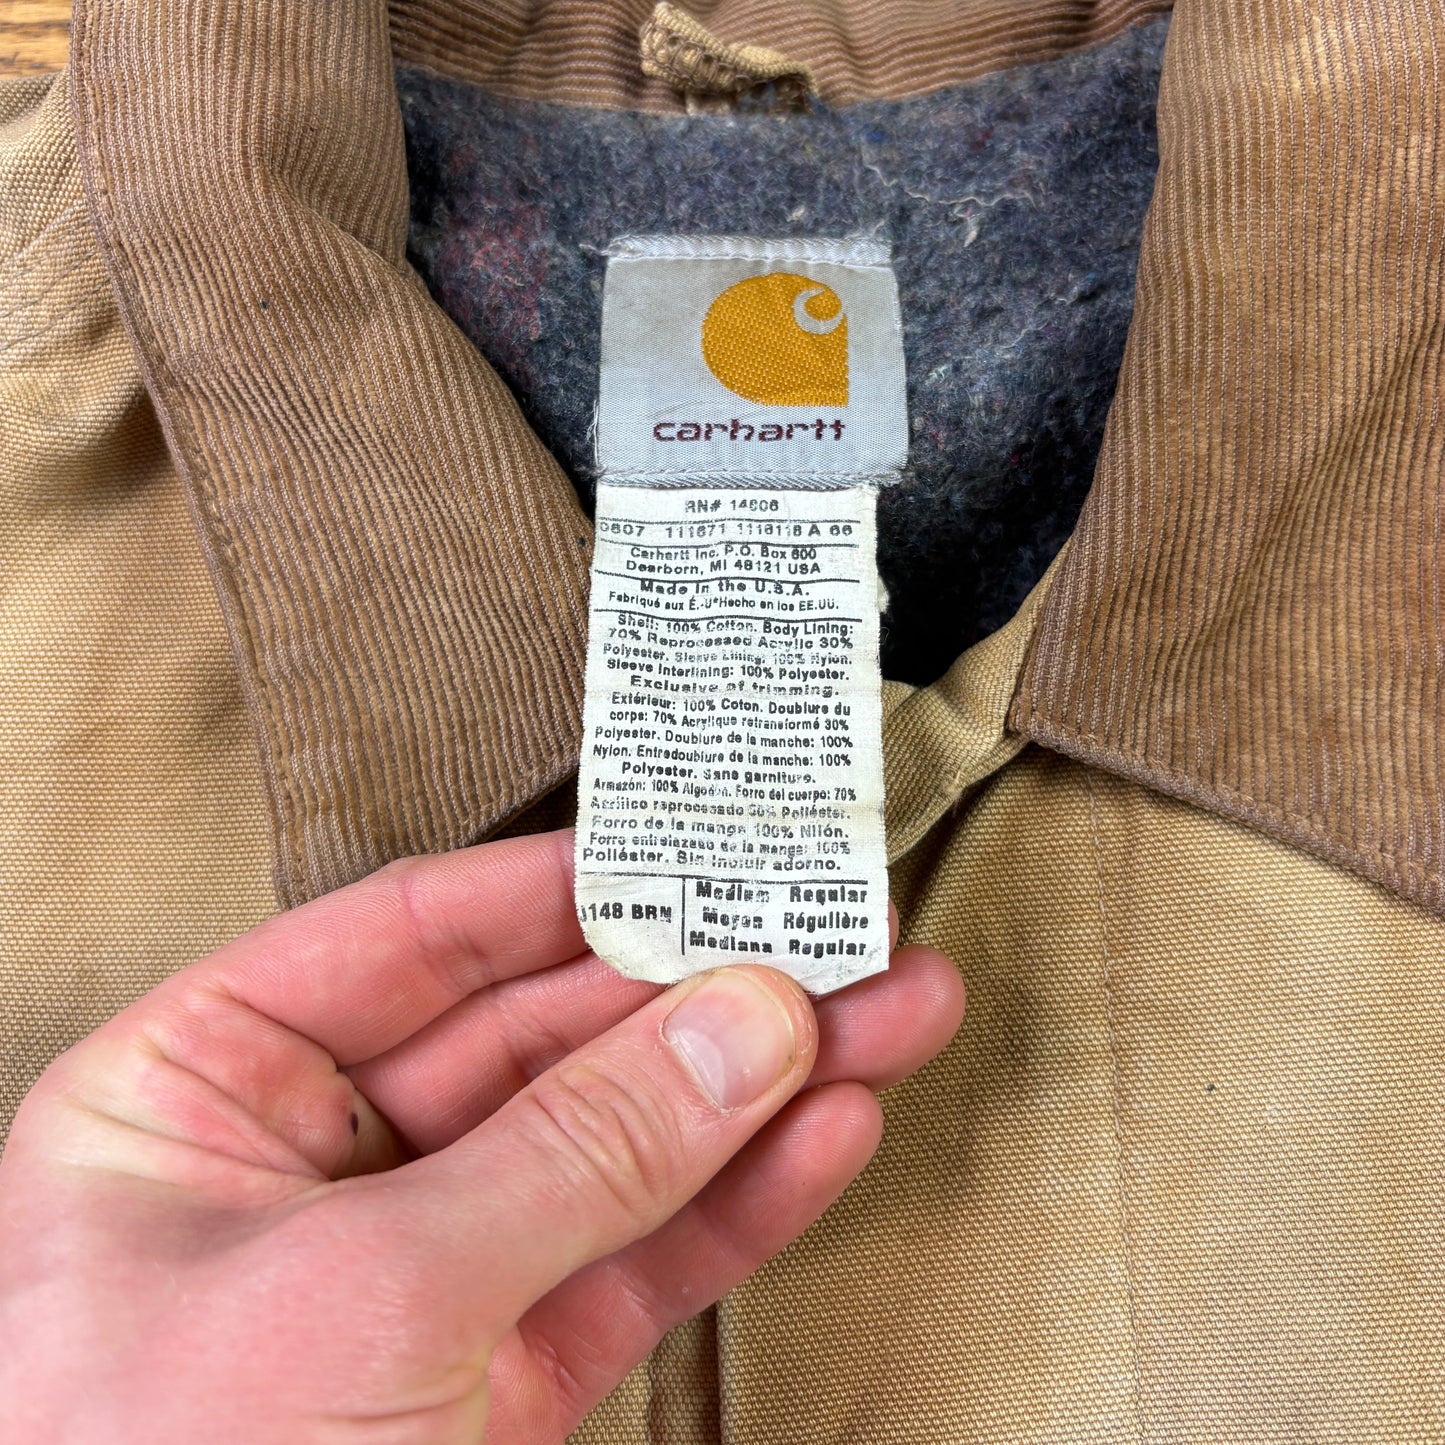 carhartt
RN# 14806
0807 111671 1116118 A 66
Carhartt Inc. P.O. Box 600
Dearborn, MI 48121 USA
Made in the U.S.A.
Fabriqué aux É.-U*Hecho en los EE.UU.
Shell: 100% Cotton. Body Lining:
70% Reprocessed Acrylic 30%
Polyester. Sleeve Lining: 100% Nylon.
Sleeve Interlining: 100% Polyester.
Exclusive of trimming.
Extérieur: 100% Coton. Doublure du
corps: 70% Acrylique retransformé 30%
Polyester. Doublure de la manche: 100%
Nylon. Entredoublure de la manche: 100%
Polyester. Sans garniture.
Armazón: 100% Algodón. Forro del cuerpo: 70%
Acrílico reprocesado 30% Poliéster.
Forro de la manga 100% Nilón.
Forro entrelazado de la manga: 100%
Poliéster. Sin incluir adorno.
J148 BRN
Medium Regular
Moyen Régulière
Mediana Regular